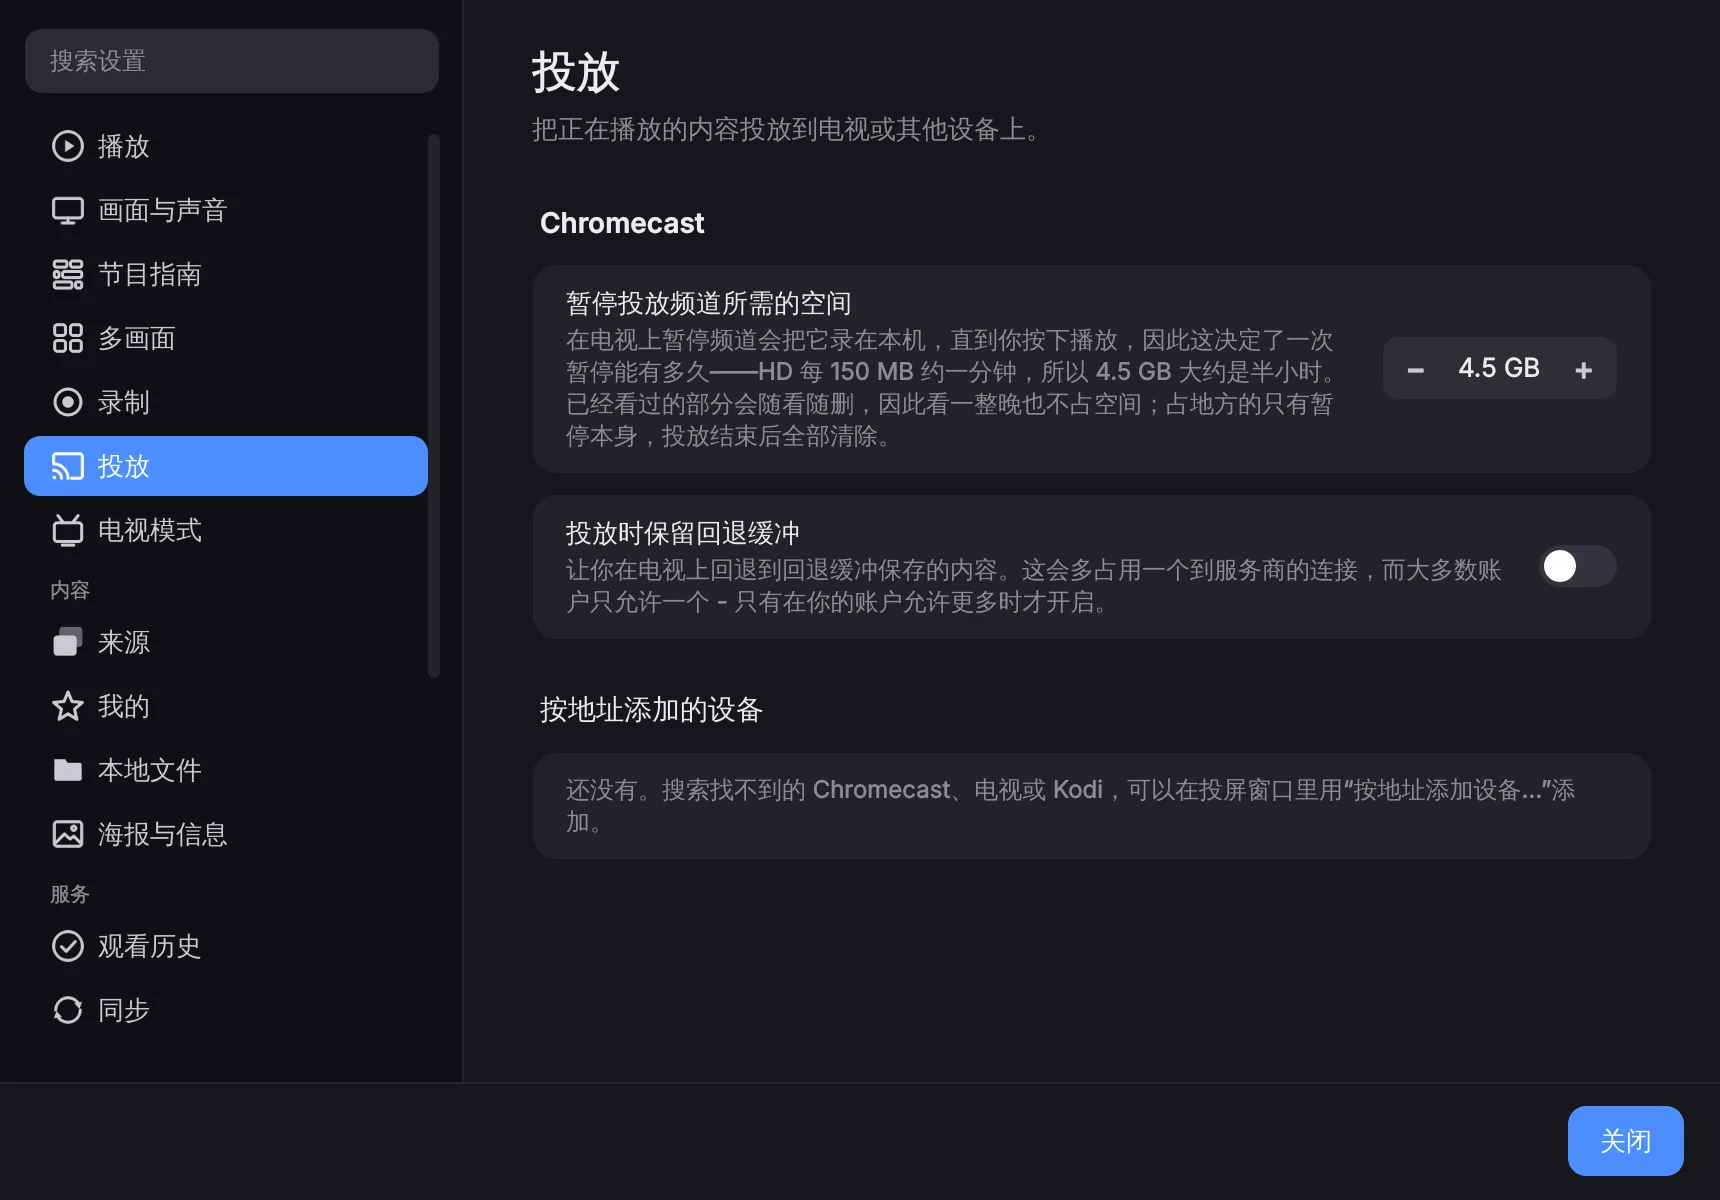 搜索设置
播放
画面与声音
节目指南
多画面
录制
投放
电视模式
内容
来源
我的
本地文件
海报与信息
服务
观看历史
同步
投放
把正在播放的内容投放到电视或其他设备上。
Chromecast
暂停投放频道所需的空间
在电视上暂停频道会把它录在本机，直到你按下播放，因此这决定了一次
暂停能有多久——HD 每 150 MB 约一分钟，所以 4.5 GB 大约是半小时。
已经看过的部分会随看随删，因此看一整晚也不占空间；占地方的只有暂
停本身，投放结束后全部清除。
− 4.5 GB +
投放时保留回退缓冲
让你在电视上回退到回退缓冲保存的内容。这会多占用一个到服务商的连接，而大多数账
户只允许一个 - 只有在你的账户允许更多时才开启。
按地址添加的设备
还没有。搜索找不到的 Chromecast、电视或 Kodi，可以在投屏窗口里用“按地址添加设备...”添
加。
关闭